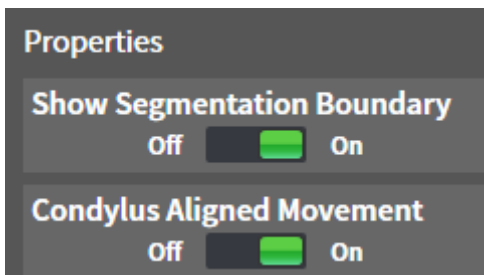 Properties
Show Segmentation Boundary
Off On
Condylus Aligned Movement
Off On